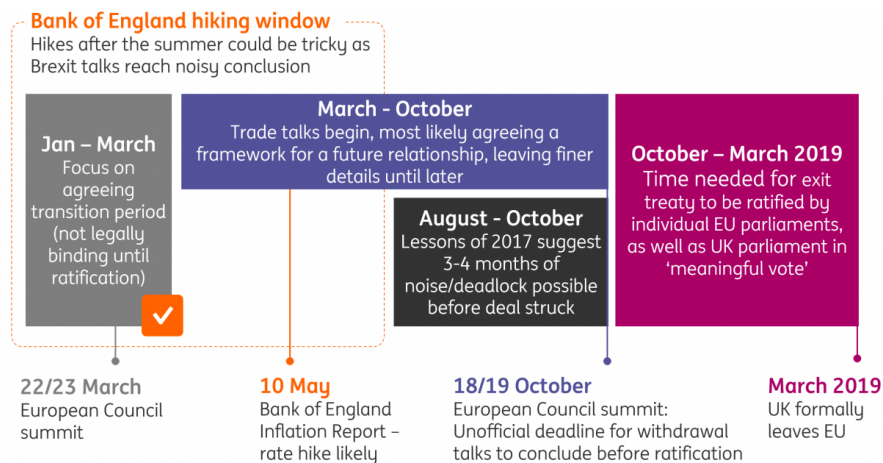 Bank of England hiking window
Hikes after the summer could be tricky as
Brexit talks reach noisy conclusion
Jan – March
Focus on
agreeing
transition period
(not legally
binding until
ratification)
March - October
Trade talks begin, most likely agreeing a
framework for a future relationship, leaving finer
details until later
August - October
Lessons of 2017 suggest
3-4 months of
noise/deadlock possible
before deal struck
October – March 2019
Time needed for exit
treaty to be ratified by
individual EU parliaments,
as well as UK parliament in
‘meaningful vote’
22/23 March
European Council
summit
10 May
Bank of England
Inflation Report –
rate hike likely
18/19 October
European Council summit:
Unofficial deadline for withdrawal
talks to conclude before ratification
March 2019
UK formally
leaves EU